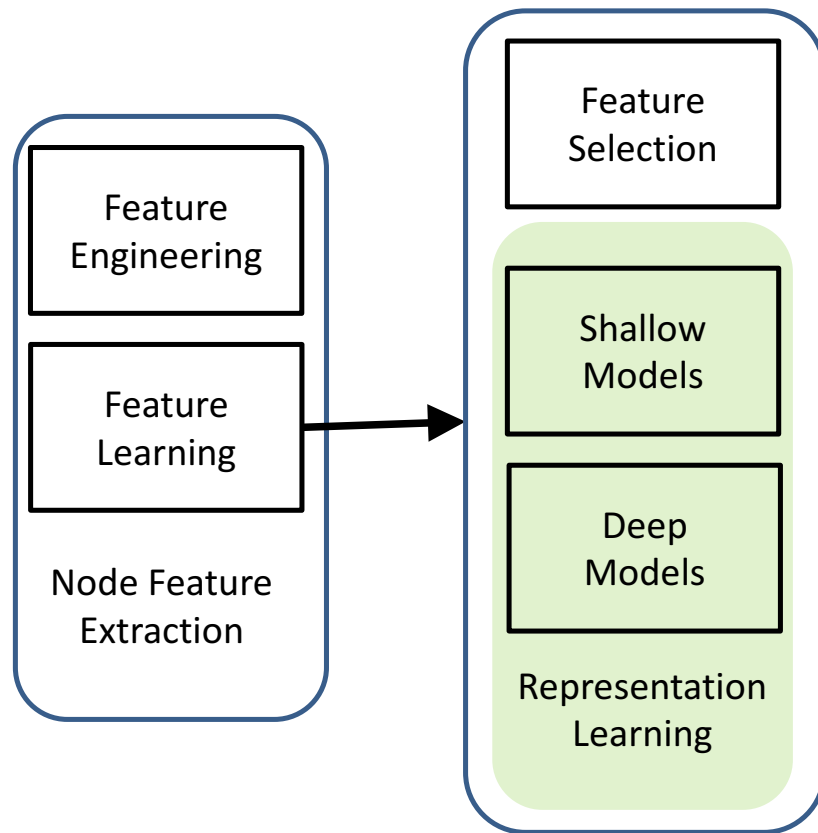 Feature
Engineering
Feature
Learning
Node Feature
Extraction
Feature
Selection
Shallow
Models
Deep
Models
Representation
Learning